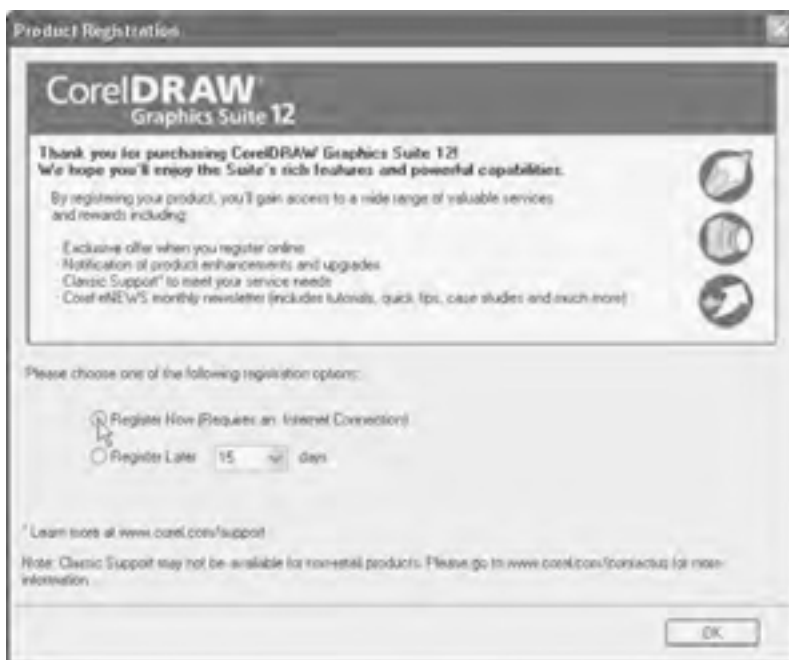 Product Registration
CorelDRAW
Graphics Suite 12
Thank you for purchasing CorelDRAW Graphics Suite 12!
We hope you'll enjoy the Suite's rich features and powerful capabilities.
By registering your product, you'll gain access to a wide range of valuable services
and rewards including:
· Exclusive offer when you register online
· Notification of product enhancements and upgrades
· Classic Support* to meet your service needs
· Corel eNEWS monthly newsletter (includes tutorials, quick tips, case studies and much more)
Please choose one of the following registration options:
Register Now (Requires an Internet Connection)
Register Later 15 days
* Learn more at www.corel.com/support
Note: Classic Support may not be available for non-retail products. Please go to www.corel.com/contactus for more
information.
OK